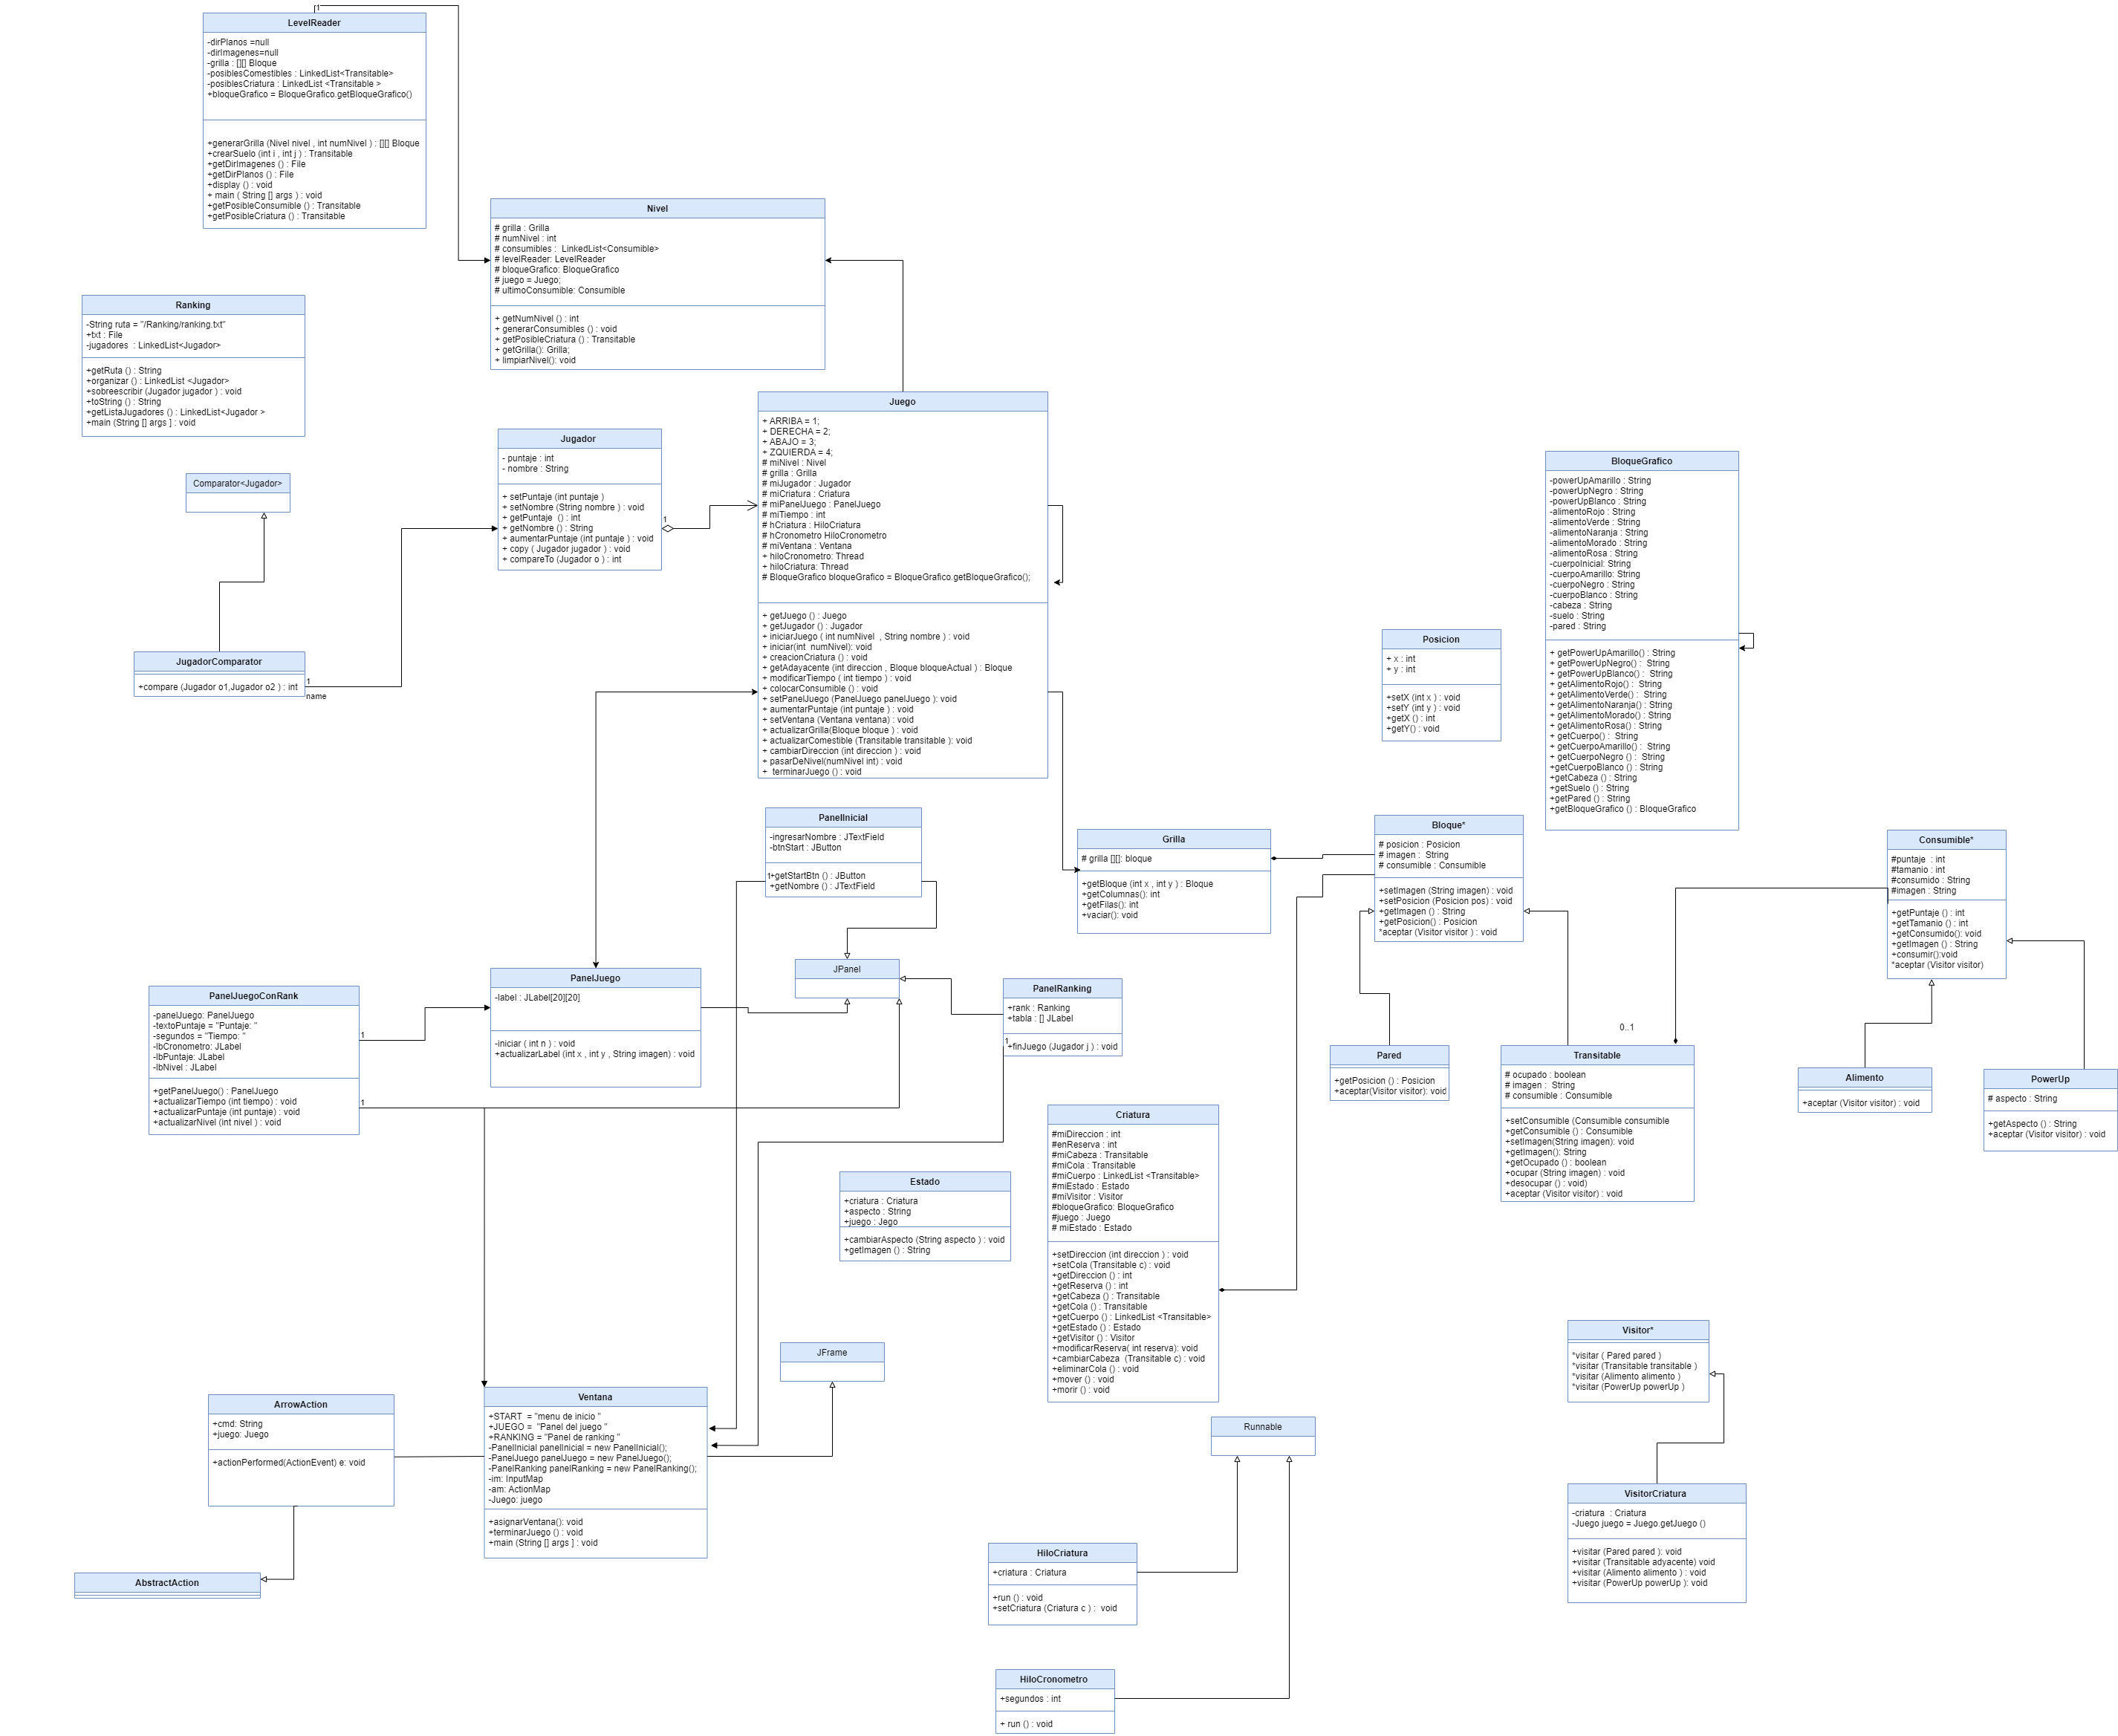 1
LevelReader
-dirPlanos =null
-dirImagenes=null
-grilla : [][] Bloque
-posiblesComestibles : LinkedList<Transitable>
-posiblesCriatura : LinkedList <Transitable >
+bloqueGrafico = BloqueGrafico.getBloqueGrafico()
+generarGrilla (Nivel nivel , int numNivel ) : [][] Bloque
+crearSuelo (int i , int j ) : Transitable
+getDirImagenes () : File
+getDirPlanos () : File
+display () : void
+ main ( String [] args ) : void
+getPosibleConsumible () : Transitable
+getPosibleCriatura () : Transitable
Nivel
# grilla : Grilla
# numNivel : int
# consumibles :  LinkedList<Consumible>
# levelReader: LevelReader
# bloqueGrafico: BloqueGrafico
# juego = Juego;
# ultimoConsumible: Consumible
+ getNumNivel () : int
+ generarConsumibles () : void
+ getPosibleCriatura () : Transitable
+ getGrilla(): Grilla;
+ limpiarNivel(): void
Ranking
-String ruta = "/Ranking/ranking.txt"
+txt : File
-jugadores  : LinkedList<Jugador>
+getRuta () : String
+organizar () : LinkedList <Jugador>
+sobreescribir (Jugador jugador ) : void
+toString () : String
+getListaJugadores () : LinkedList<Jugador >
+main (String [] args ] : void
Juego
+ ARRIBA = 1;
+ DERECHA = 2;
+ ABAJO = 3;
+ ZQUIERDA = 4;
# miNivel : Nivel
# grilla : Grilla
# miJugador : Jugador
# miCriatura : Criatura
# miPanelJuego : PanelJuego
# miTiempo : int
# hCriatura : HiloCriatura
# hCronometro HiloCronometro
# miVentana : Ventana
+ hiloCronometro: Thread
+ hiloCriatura: Thread
# BloqueGrafico bloqueGrafico = BloqueGrafico.getBloqueGrafico();
+ getJuego () : Juego
+ getJugador () : Jugador
+ iniciarJuego ( int numNivel  , String nombre ) : void
+ iniciar(int  numNivel): void
+ creacionCriatura () : void
+ getAdayacente (int direccion , Bloque bloqueActual ) : Bloque
+ modificarTiempo ( int tiempo ) : void
+ colocarConsumible () : void
+ setPanelJuego (PanelJuego panelJuego ): void
+ aumentarPuntaje (int puntaje ) : void
+ setVentana (Ventana ventana) : void
+ actualizarGrilla(Bloque bloque ) : void
+ actualizarComestible (Transitable transitable ): void
+ cambiarDireccion (int direccion ) : void
+ pasarDeNivel(numNivel int) : void
+  terminarJuego () : void
Jugador
- puntaje : int
- nombre : String
+ setPuntaje (int puntaje )
+ setNombre (String nombre ) : void
+ getPuntaje  () : int
+ getNombre () : String
+ aumentarPuntaje (int puntaje ) : void
+ copy ( Jugador jugador ) : void
+ compareTo (Jugador o ) : int
1
Comparator<Jugador>
JugadorComparator
+compare (Jugador o1,Jugador o2 ) : int
1
name
BloqueGrafico
-powerUpAmarillo : String
-powerUpNegro : String
-powerUpBlanco : String
-alimentoRojo : String
-alimentoVerde : String
-alimentoNaranja : String
-alimentoMorado : String
-alimentoRosa : String
-cuerpoInicial: String
-cuerpoAmarillo: String
-cuerpoNegro : String
-cuerpoBlanco : String
-cabeza : String
-suelo : String
-pared : String
+ getPowerUpAmarillo() : String
+ getPowerUpNegro() :  String
+ getPowerUpBlanco() :  String
+ getAlimentoRojo() :  String
+ getAlimentoVerde() :  String
+ getAlimentoNaranja() : String
+ getAlimentoMorado() : String
+ getAlimentoRosa() : String
+ getCuerpo() :  String
+ getCuerpoAmarillo() :  String
+ getCuerpoNegro () :  String
+getCuerpoBlanco () : String
+getCabeza () : String
+getSuelo () : String
+getPared () : String
+getBloqueGrafico () : BloqueGrafico
Posicion
+ x : int
+ y : int
+setX (int x ) : void
+setY (int y ) : void
+getX () : int
+getY() : void
PanelInicial
-ingresarNombre : JTextField
-btnStart : JButton
1
+getStartBtn () : JButton
+getNombre () : JTextField
Grilla
# grilla [][]: bloque
+getBloque (int x , int y ) : Bloque
+getColumnas(): int
+getFilas(): int
+vaciar(): void
Bloque*
# posicion : Posicion
# imagen :  String
# consumible : Consumible
+setImagen (String imagen) : void
+setPosicion (Posicion pos) : void
+getImagen () : String
+getPosicion() : Posicion
*aceptar (Visitor visitor ) : void
Consumible*
#puntaje  : int
#tamanio : int
#consumido : String
#imagen : String
+getPuntaje () : int
+getTamanio () : int
+getConsumido(): void
+getImagen () : String
+consumir():void
*aceptar (Visitor visitor)
JPanel
PanelJuegoConRank
-panelJuego: PanelJuego
-textoPuntaje = "Puntaje: "
-segundos = "Tiempo: "
-lbCronometro: JLabel
-lbPuntaje: JLabel
-lbNivel : JLabel
+getPanelJuego() : PanelJuego
+actualizarTiempo (int tiempo) : void
+actualizarPuntaje (int puntaje) : void
+actualizarNivel (int nivel ) : void
1
1
PanelJuego
-label : JLabel[20][20]
-iniciar ( int n ) : void
+actualizarLabel (int x , int y , String imagen) : void
PanelRanking
+rank : Ranking
+tabla : [] JLabel
1
+finJuego (Jugador j ) : void
0..1
Pared
+getPosicion () : Posicion
+aceptar(Visitor visitor): void
Transitable
# ocupado : boolean
# imagen :  String
# consumible : Consumible
+setConsumible (Consumible consumible
+getConsumible () : Consumible
+setImagen(String imagen): void
+getImagen(): String
+getOcupado () : boolean
+ocupar (String imagen) : void
+desocupar () : void)
+aceptar (Visitor visitor) : void
Alimento
+aceptar (Visitor visitor) : void
PowerUp
# aspecto : String
+getAspecto () : String
+aceptar (Visitor visitor) : void
Criatura
#miDireccion : int
#enReserva : int
#miCabeza : Transitable
#miCola : Transitable
#miCuerpo : LinkedList <Transitable>
#miEstado : Estado
#miVisitor : Visitor
#bloqueGrafico: BloqueGrafico
#juego : Juego
# miEstado : Estado
+setDireccion (int direccion ) : void
+setCola (Transitable c) : void
+getDireccion () : int
+getReserva () : int
+getCabeza () : Transitable
+getCola () : Transitable
+getCuerpo () : LinkedList <Transitable>
+getEstado () : Estado
+getVisitor () : Visitor
+modificarReserva( int reserva): void
+cambiarCabeza  (Transitable c) : void
+eliminarCola () : void
+mover () : void
+morir () : void
Estado
+criatura : Criatura
+aspecto : String
+juego : Jego
+cambiarAspecto (String aspecto ) : void
+getImagen () : String
Visitor*
*visitar ( Pared pared )
*visitar (Transitable transitable )
*visitar (Alimento alimento )
*visitar (PowerUp powerUp )
JFrame
Ventana
+START  = "menu de inicio "
+JUEGO =  "Panel del juego "
+RANKING = "Panel de ranking "
-PanelInicial panelInicial = new PanelInicial();
-PanelJuego panelJuego = new PanelJuego();
-PanelRanking panelRanking = new PanelRanking();
-im: InputMap
-am: ActionMap
-Juego: juego
+asignarVentana(): void
+terminarJuego () : void
+main (String [] args ] : void
ArrowAction
+cmd: String
+juego: Juego
+actionPerformed(ActionEvent) e: void
AbstractAction
Runnable
VisitorCriatura
-criatura  : Criatura
-Juego juego = Juego.getJuego ()
+visitar (Pared pared ): void
+visitar (Transitable adyacente) void
+visitar (Alimento alimento ) : void
+visitar (PowerUp powerUp ): void
HiloCriatura
+criatura : Criatura
+run () : void
+setCriatura (Criatura c ) :  void
HiloCronometro
+segundos : int
+ run () : void